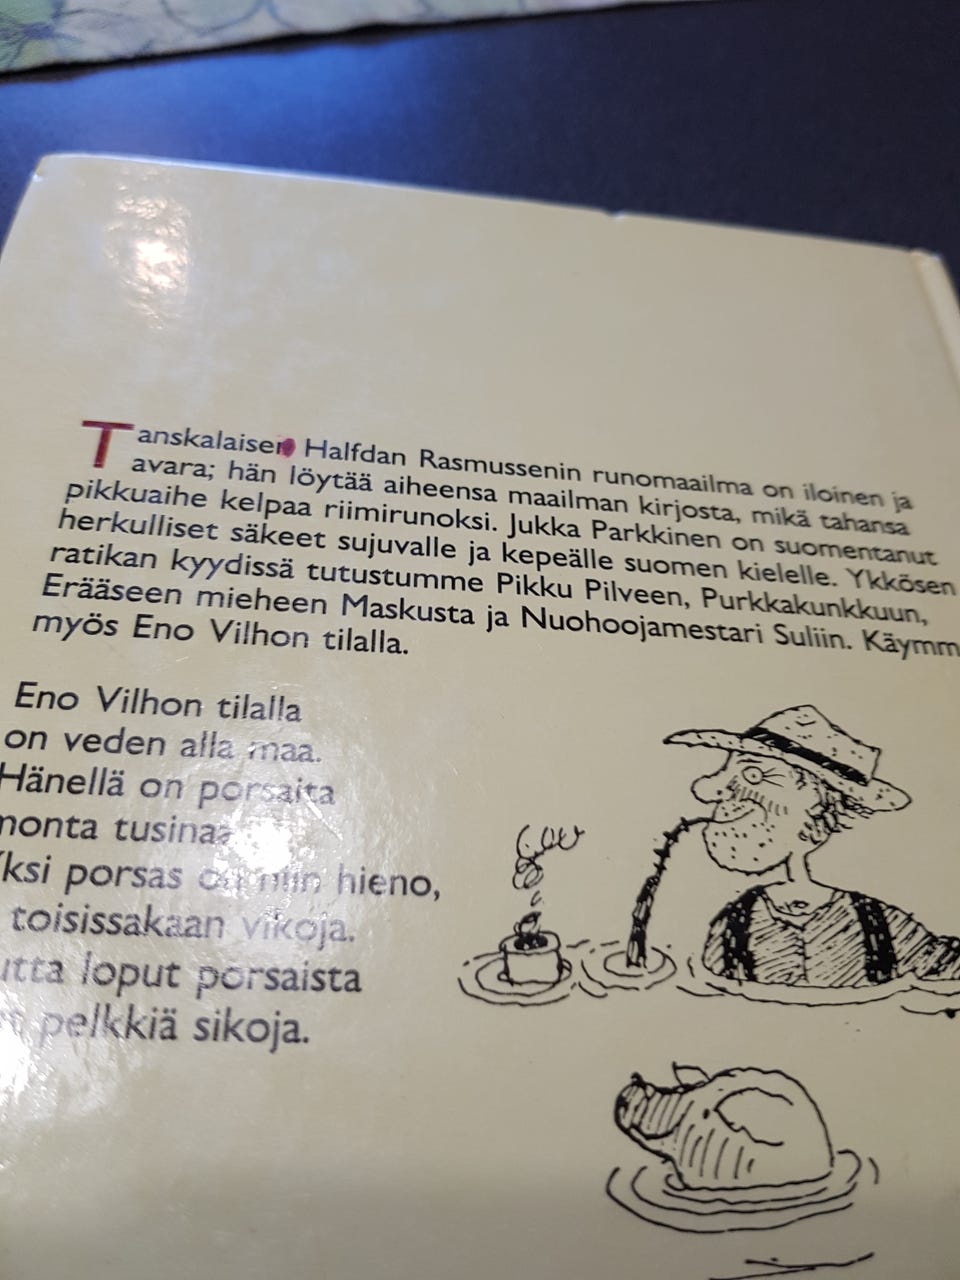 Tanskalaisen Halfdan Rasmussenin runomaailma on iloinen ja
avara; hän löytää aiheensa maailman kirjosta, mikä tahansa
pikkuaihe kelpaa riimirunoksi. Jukka Parkkinen on suomentanut
herkulliset säkeet sujuvalle ja kepeälle suomen kielelle. Ykkösen
ratikan kyydissä tutustumme Pikku Pilveen, Purkkakunkkuun,
Erääseen mieheen Maskusta ja Nuohoojamestari Suliin. Käymm
myös Eno Vilhon tilalla.
Eno Vilhon tilalla
on veden alla maa.
Hänellä on porsaita
monta tusinaa
ksi porsas on niin hieno,
toisissakaan vikoja.
utta loput porsaista
pelkkiä sikoja.